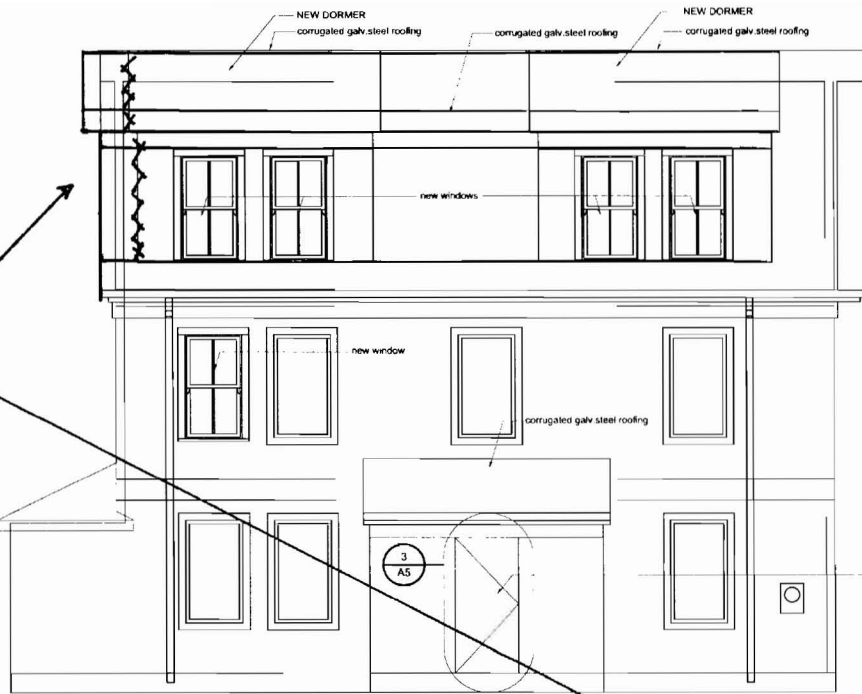 NEW DORMER
corrugated galv.steel roofing
corrugated galv.steel roofing
NEW DORMER
corrugated galv.steel roofing
new windows
new window
corrugated galv.steel roofing
3
A5